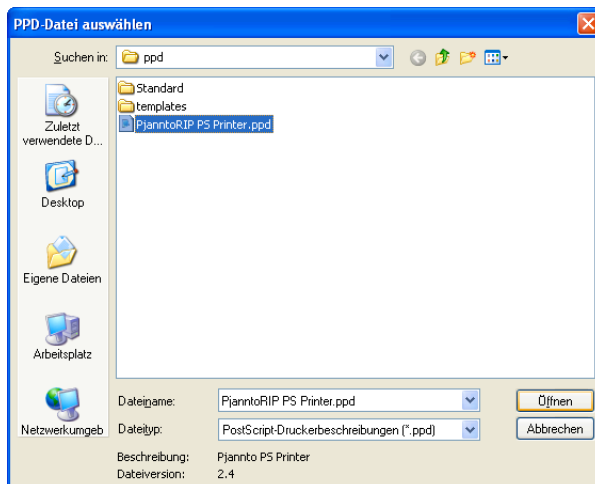 PPD-Datei auswählen
Suchen in:
ppd
Zuletzt
verwendete D...
Desktop
Eigene Dateien
Arbeitsplatz
Netzwerkumgeb
Standard
templates
PjanntoRIP PS Printer.ppd
Dateiname:
PjanntoRIP PS Printer.ppd
Öffnen
Dateityp:
PostScript-Druckerbeschreibungen (*.ppd)
Abbrechen
Beschreibung: Pjannto PS Printer
Dateiversion: 2.4